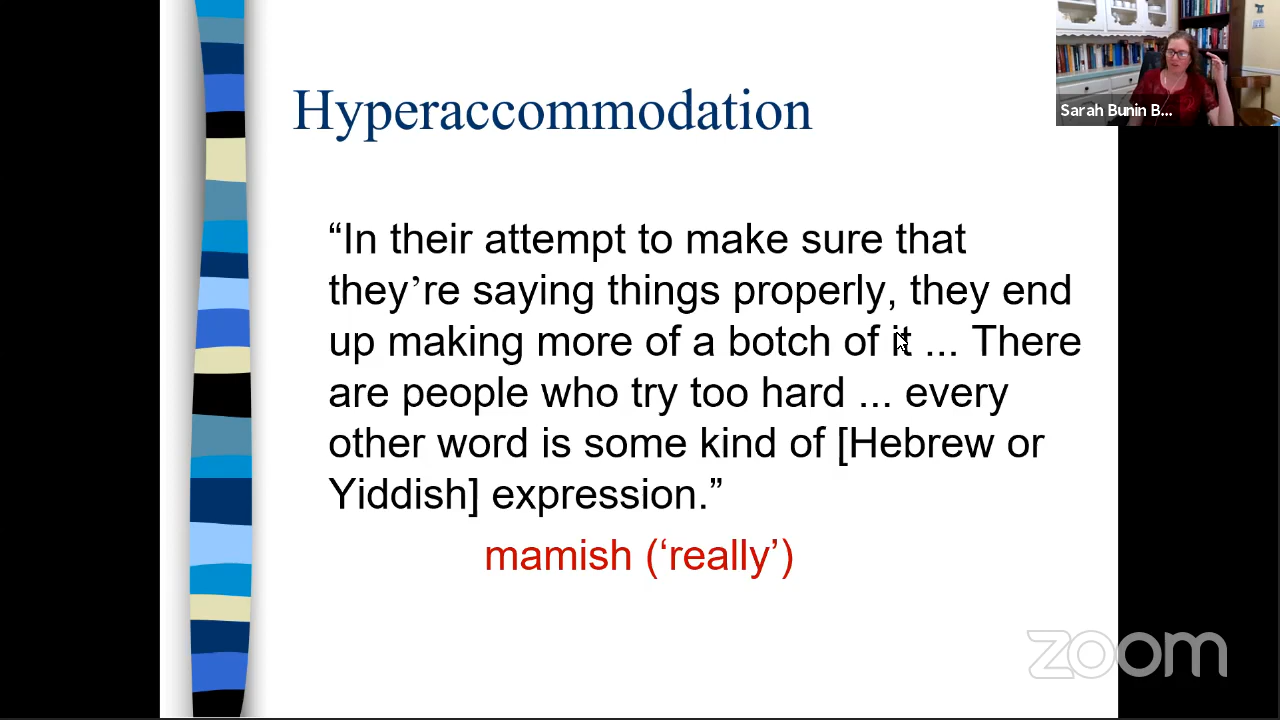 Hyperaccommodation
Sarah Bunin B...
“In their attempt to make sure that
they’re saying things properly, they end
up making more of a botch of it ... There
are people who try too hard ... every
other word is some kind of [Hebrew or
Yiddish] expression.”
mamish (‘really’)
zoom